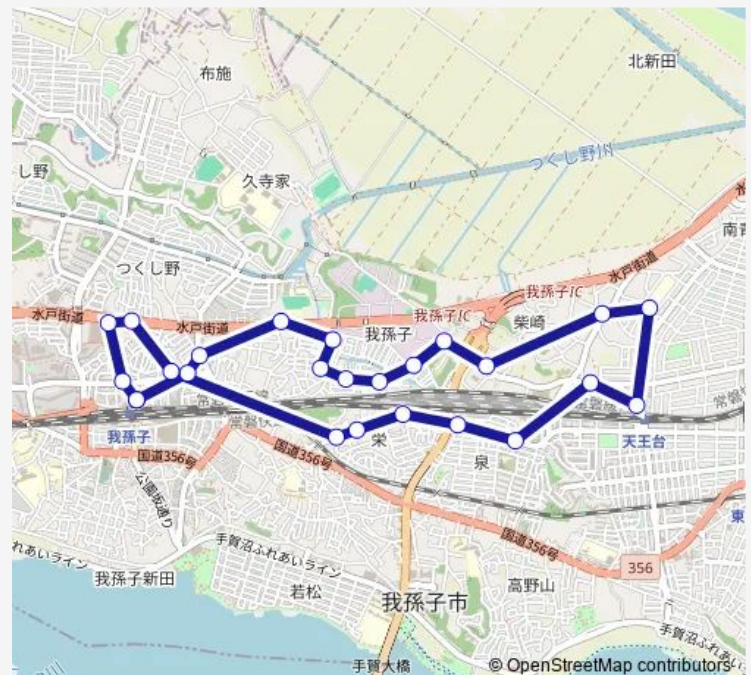 布施
北新田
し野
久寺家
つくし野川
つくし野
水戸街道
南青
我孫子IC
水戸街道
水戸街道
我孫子IC
柴崎
我孫子
常磐
我孫子
国道356号
国道356号
栄
泉
天王台
公園坂通り
国道356号
東
356
手賀沼ふれあいライン
れあいライン
我孫子新田
若松
高野山
我孫子市
手賀沼ふれあい
手賀大橋
© OpenStreetMap contributors